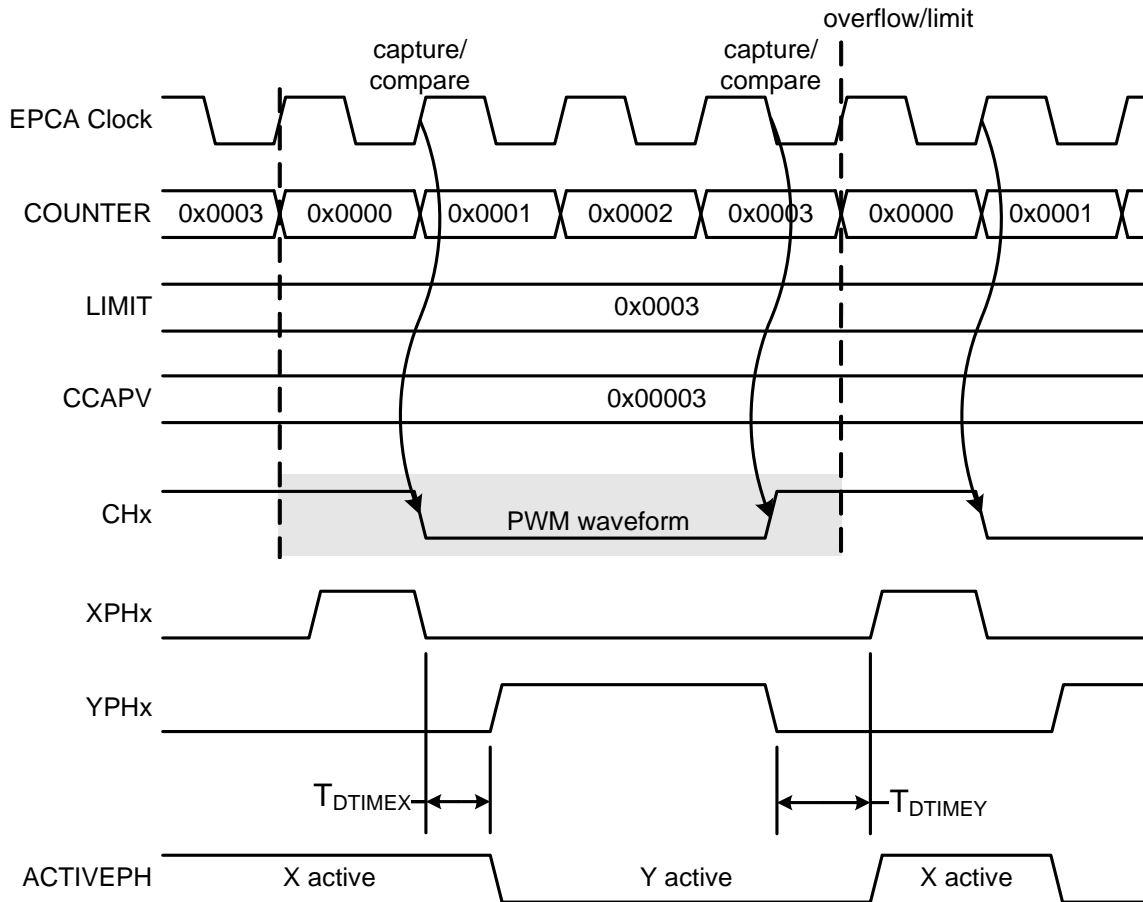 overflow/limit
capture/
compare
capture/
compare
EPCA Clock
COUNTER 0x0003 0x0000 0x0001 0x0002 0x0003 0x0000 0x0001
LIMIT 0x0003
CCAPV 0x00003
CHx PWM waveform
XPHx
YPHx
TDTIMEX TDTIMEY
ACTIVEPH X active Y active X active